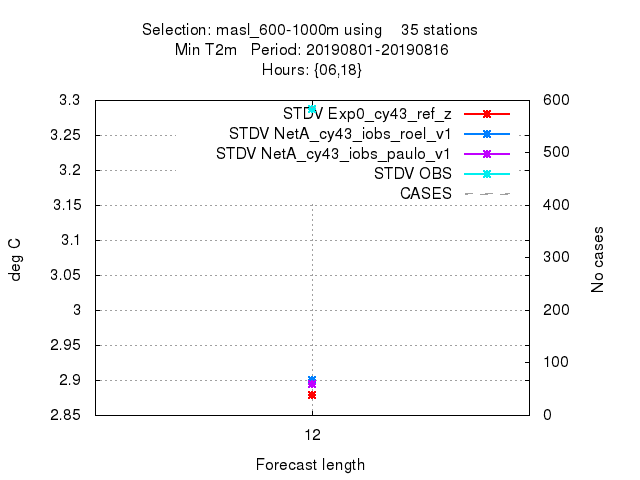 Selection: masl_600-1000m using    35 stations
Min T2m   Period: 20190801-20190816
Hours: {06,18}
3.3
3.25
3.2
3.15
3.1
3.05
3
2.95
2.9
2.85
deg C
STDV Exp0_cy43_ref_z
STDV NetA_cy43_iobs_roel_v1
STDV NetA_cy43_iobs_paulo_v1
STDV OBS
CASES
600
500
400
300
200
100
0
No cases
12
Forecast length